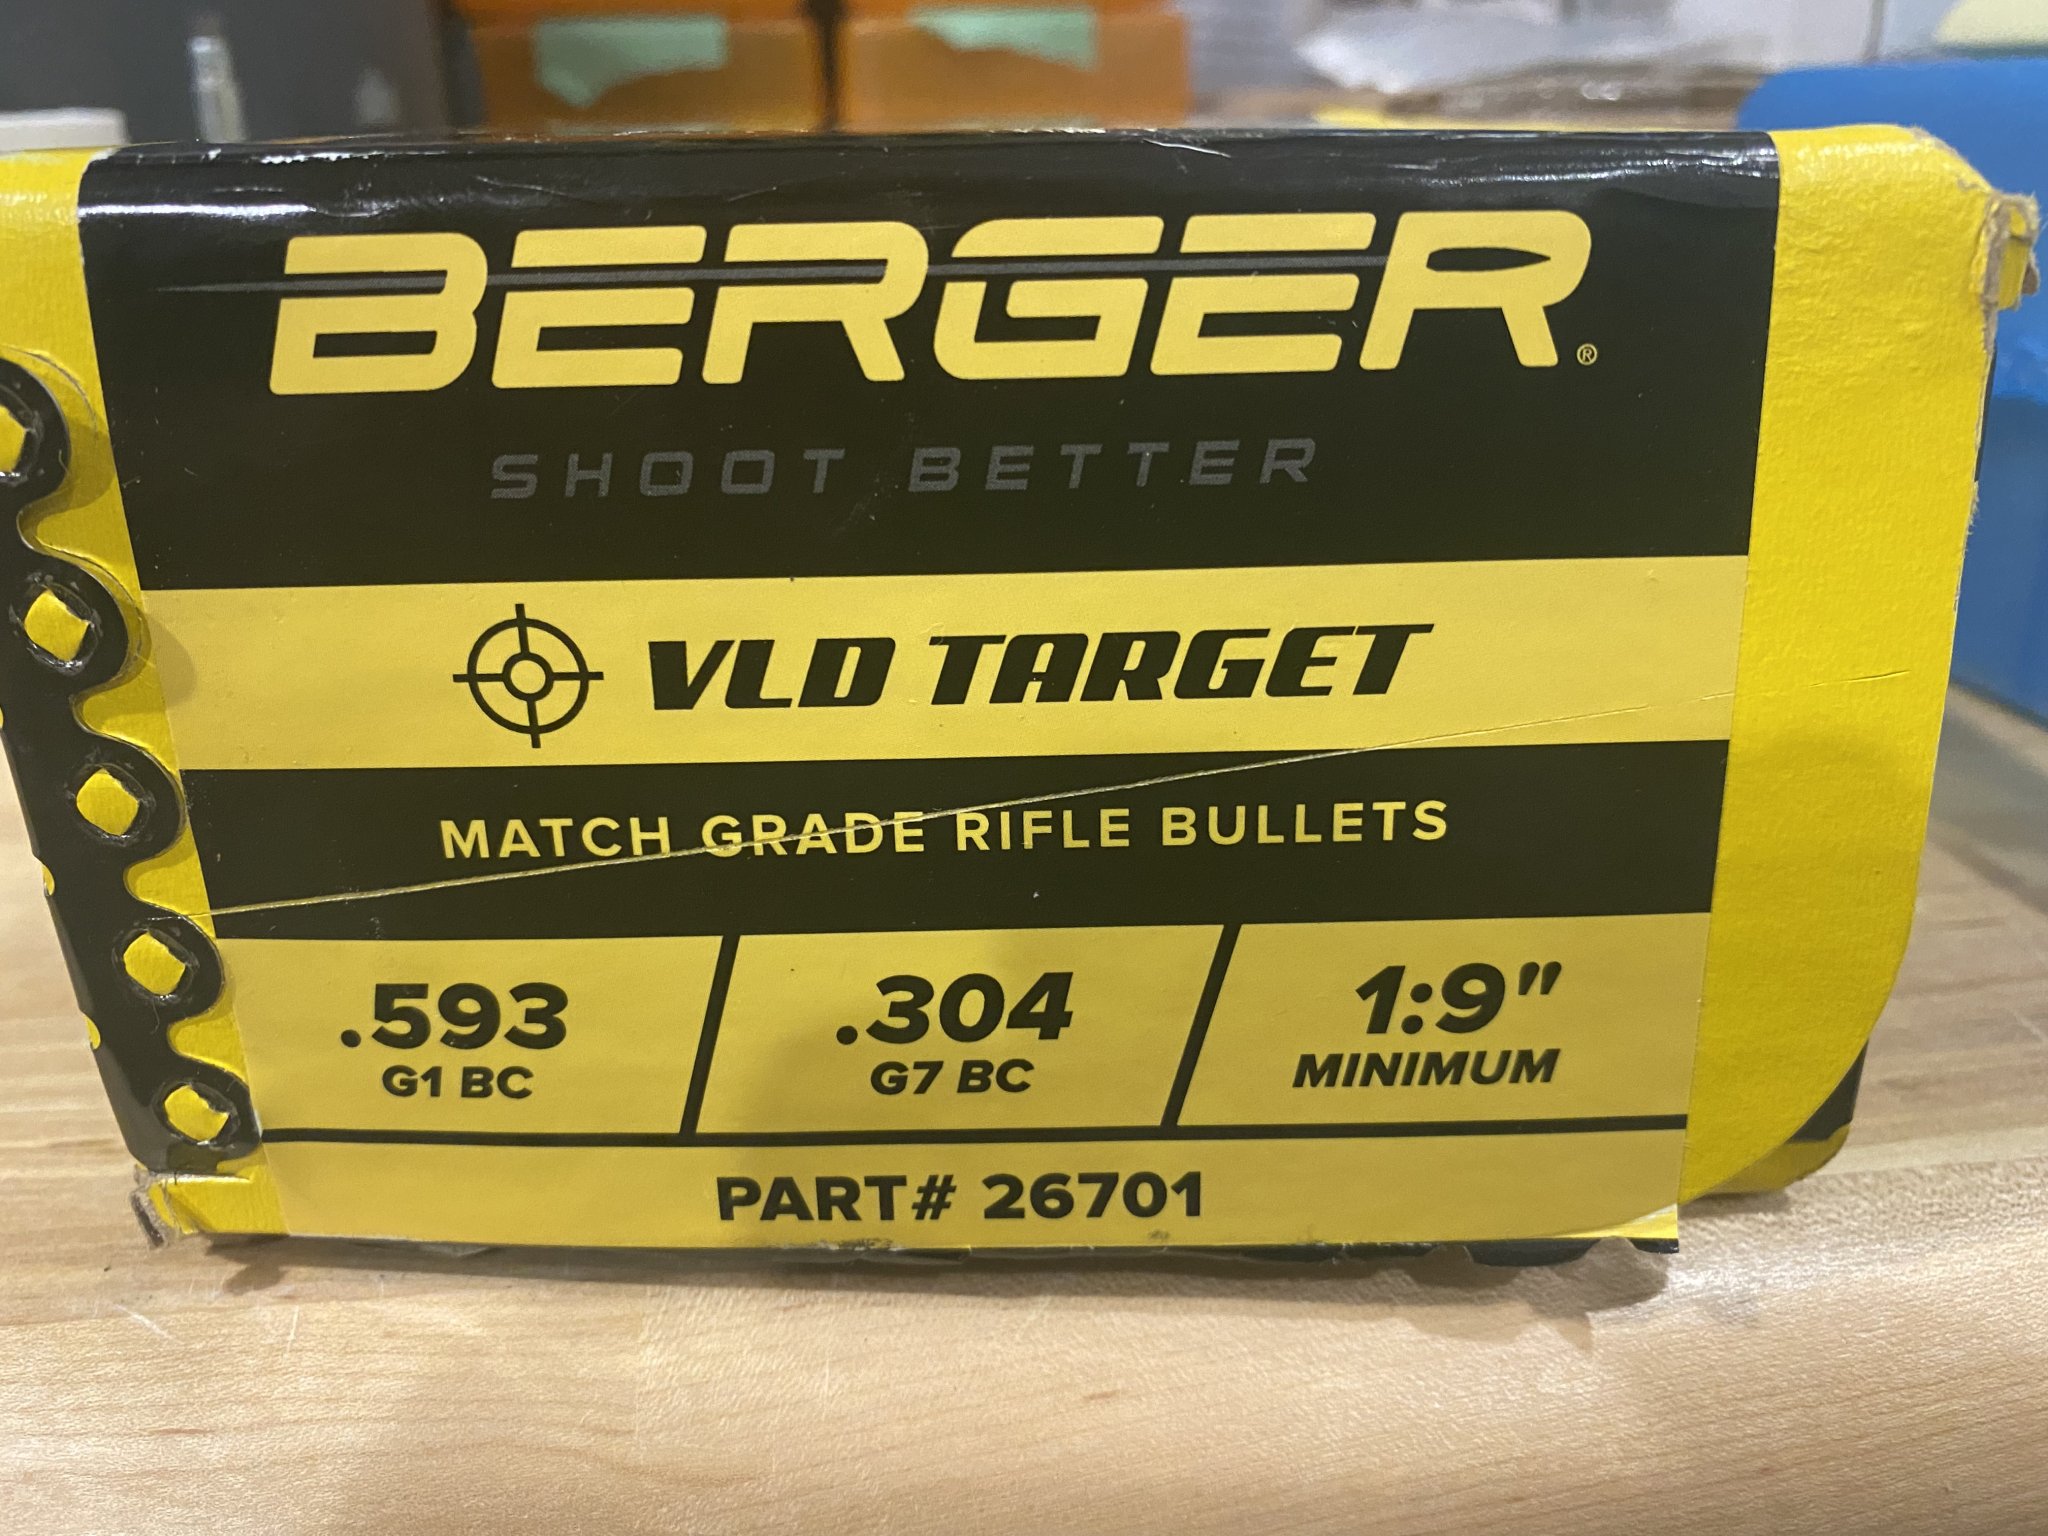 BERGER®
SHOOT BETTER
VLD TARGET
MATCH GRADE RIFLE BULLETS
.593
G1 BC
.304
G7 BC
1:9"
MINIMUM
PART# 26701